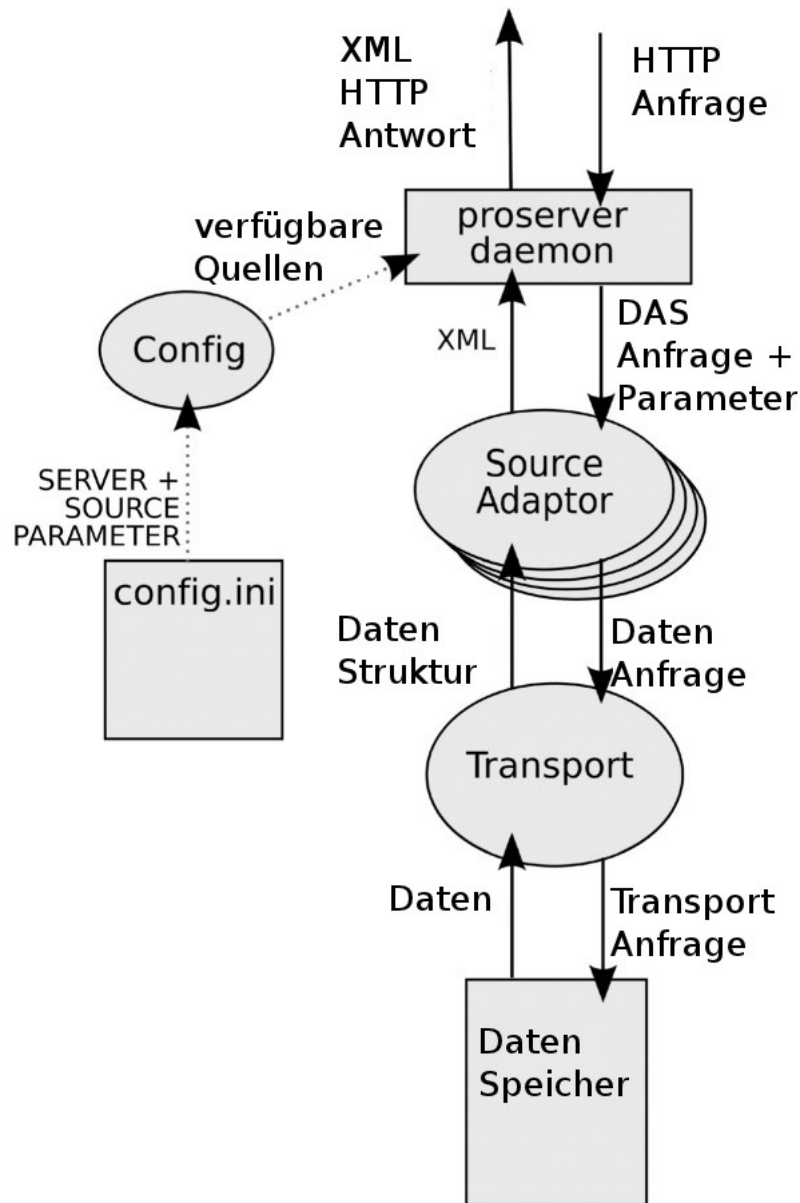 XML
HTTP
Antwort
HTTP
Anfrage
proserver
daemon
verfügbare
Quellen
Config
XML
DAS
Anfrage +
Parameter
Source
Adaptor
SERVER +
SOURCE
PARAMETER
config.ini
Daten
Struktur
Daten
Anfrage
Transport
Daten
Transport
Anfrage
Daten
Speicher